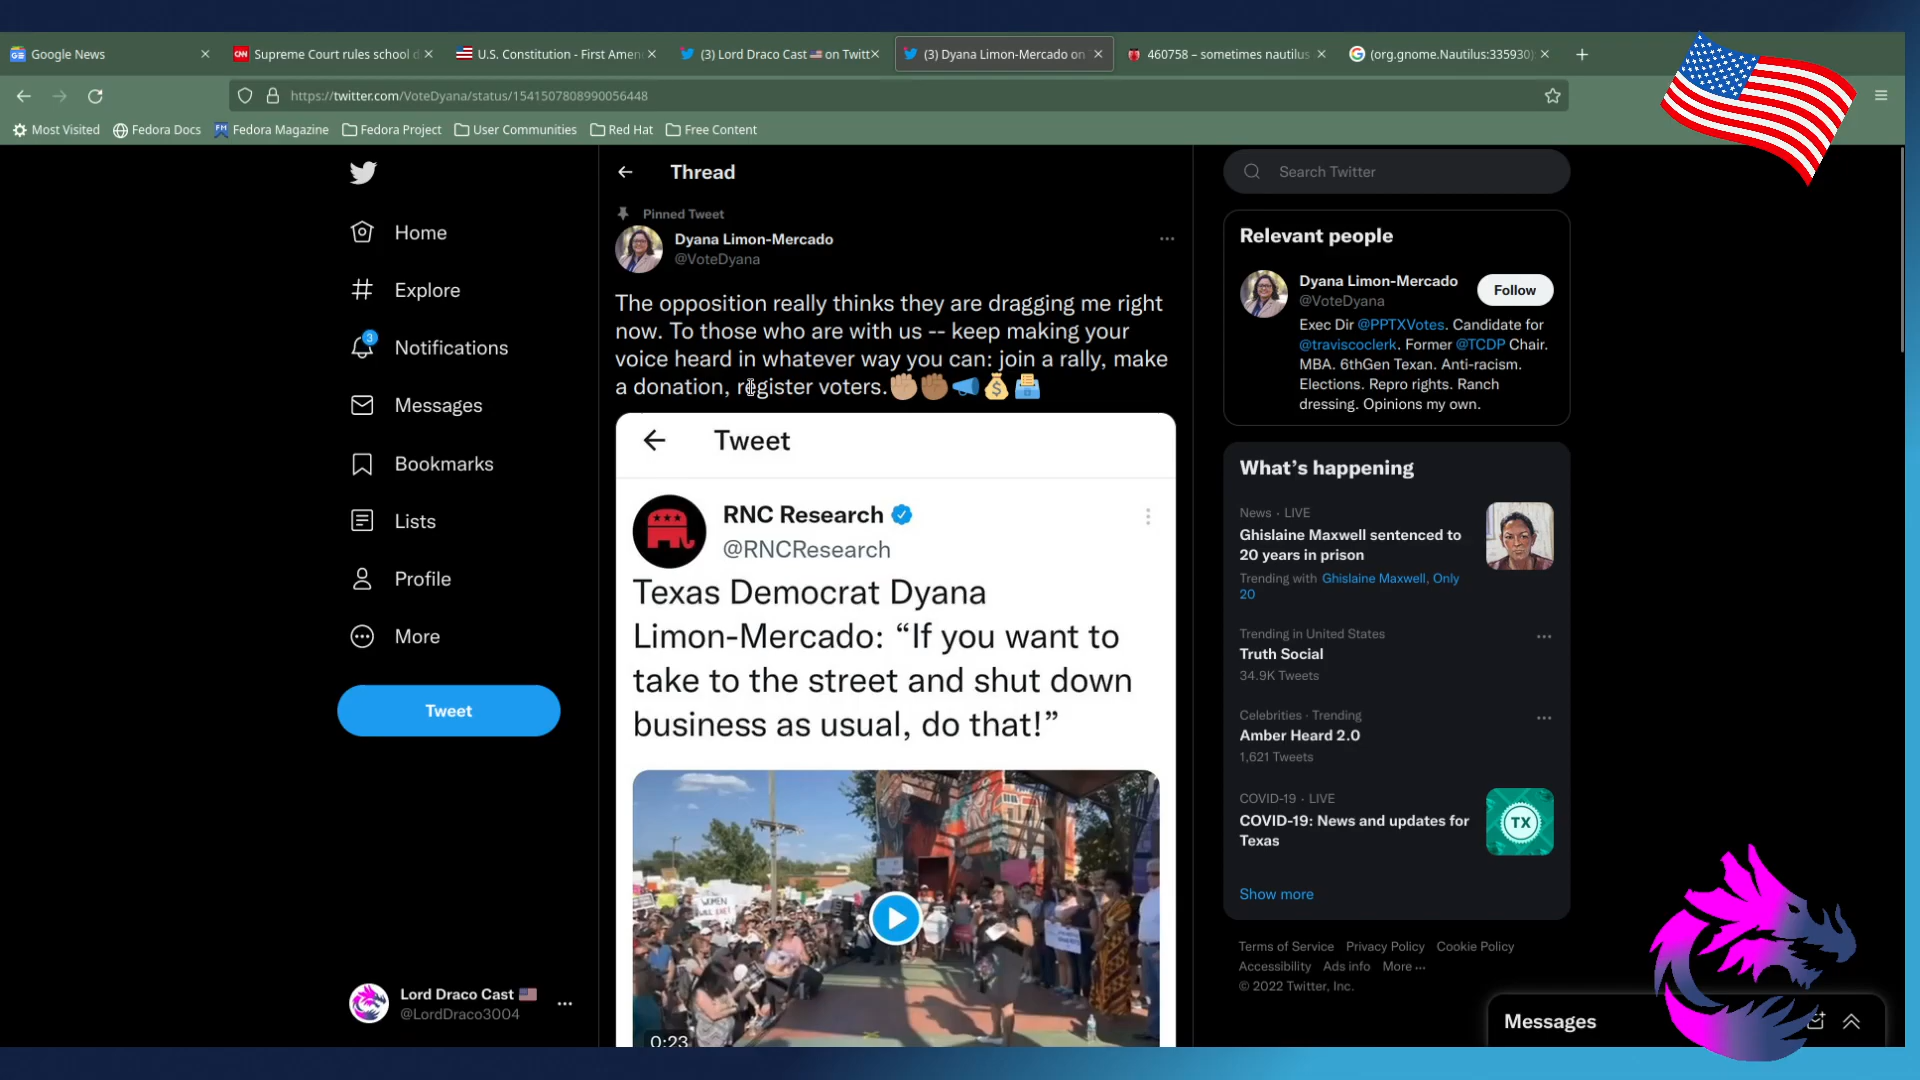 Google News
Supreme Court rules school d
U.S. Constitution - First Amen
(3) Lord Draco Cast 🇺🇸 on Twitt
(3) Dyana Limon-Mercado on
460758 – sometimes nautilus
(org.gnome.Nautilus:335930)
https://twitter.com/VoteDyana/status/1541507808990056448
Most Visited
Fedora Docs
Fedora Magazine
Fedora Project
User Communities
Red Hat
Free Content
Home
Explore
3
Notifications
Messages
Bookmarks
Lists
Profile
More
Tweet
Lord Draco Cast 🇺🇸
@LordDraco3004
Thread
Pinned Tweet
Dyana Limon-Mercado
@VoteDyana
The opposition really thinks they are dragging me right
now. To those who are with us -- keep making your
voice heard in whatever way you can: join a rally, make
a donation, register voters.✊🏽✊🏾📣💰🗳
Tweet
RNC Research
@RNCResearch
Texas Democrat Dyana
Limon-Mercado: “If you want to
take to the street and shut down
business as usual, do that!”
WOMEN
0:23
Search Twitter
Relevant people
Dyana Limon-Mercado
@VoteDyana
Follow
Exec Dir @PPTXVotes. Candidate for
@traviscoclerk. Former @TCDP Chair.
MBA. 6thGen Texan. Anti-racism.
Elections. Repro rights. Ranch
dressing. Opinions my own.
What’s happening
News · LIVE
Ghislaine Maxwell sentenced to
20 years in prison
Trending with Ghislaine Maxwell, Only
20
Trending in United States
Truth Social
34.9K Tweets
Celebrities · Trending
Amber Heard 2.0
1,621 Tweets
COVID-19 · LIVE
COVID-19: News and updates for
Texas
TX
Show more
Terms of Service Privacy Policy Cookie Policy
Accessibility Ads info More ···
© 2022 Twitter, Inc.
Messages